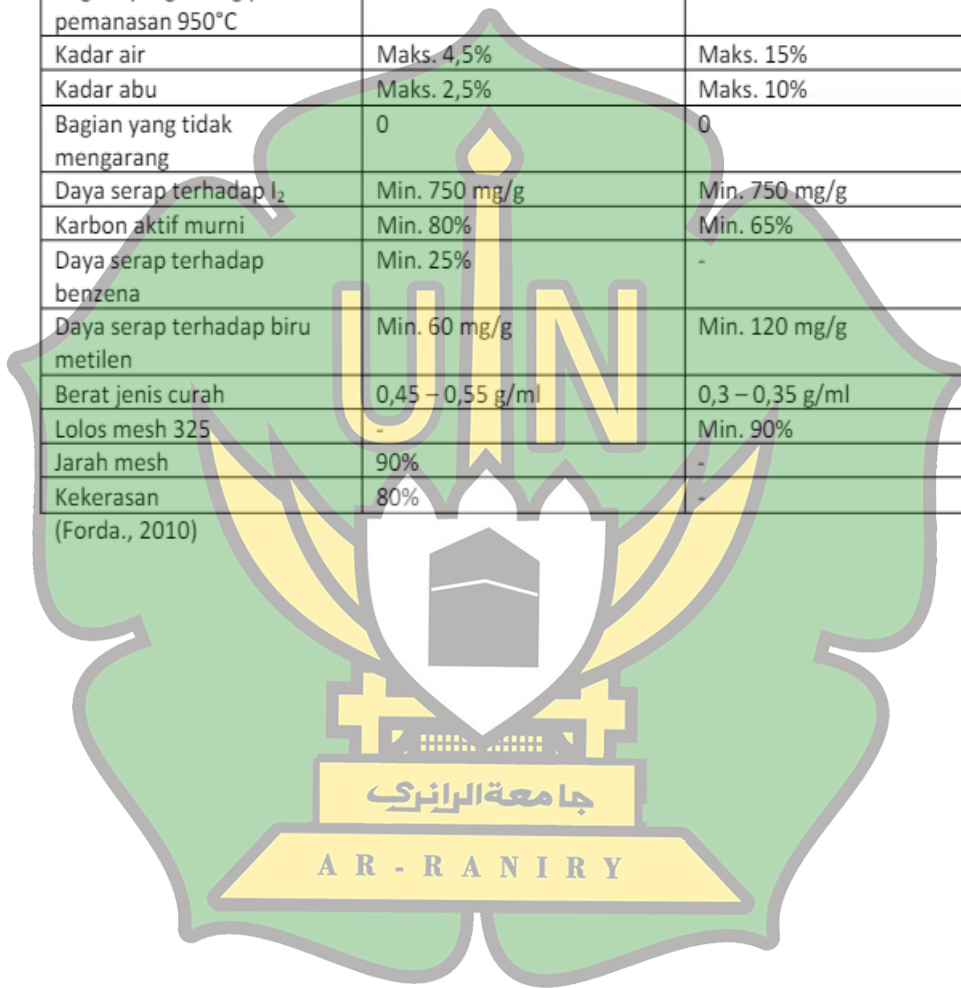 pemanasan 950°C
Kadar air Maks. 4,5% Maks. 15%
Kadar abu Maks. 2,5% Maks. 10%
Bagian yang tidak 0 0
mengarang
Daya serap terhadap I₂ Min. 750 mg/g Min. 750 mg/g
Karbon aktif murni Min. 80% Min. 65%
Daya serap terhadap Min. 25% -
benzena
Daya serap terhadap biru Min. 60 mg/g Min. 120 mg/g
metilen
Berat jenis curah 0,45 – 0,55 g/ml 0,3 – 0,35 g/ml
Lolos mesh 325 - Min. 90%
Jarah mesh 90% -
Kekerasan 80% -
(Forda., 2010)
UIN
جامعة الرانري
AR-RANIRY